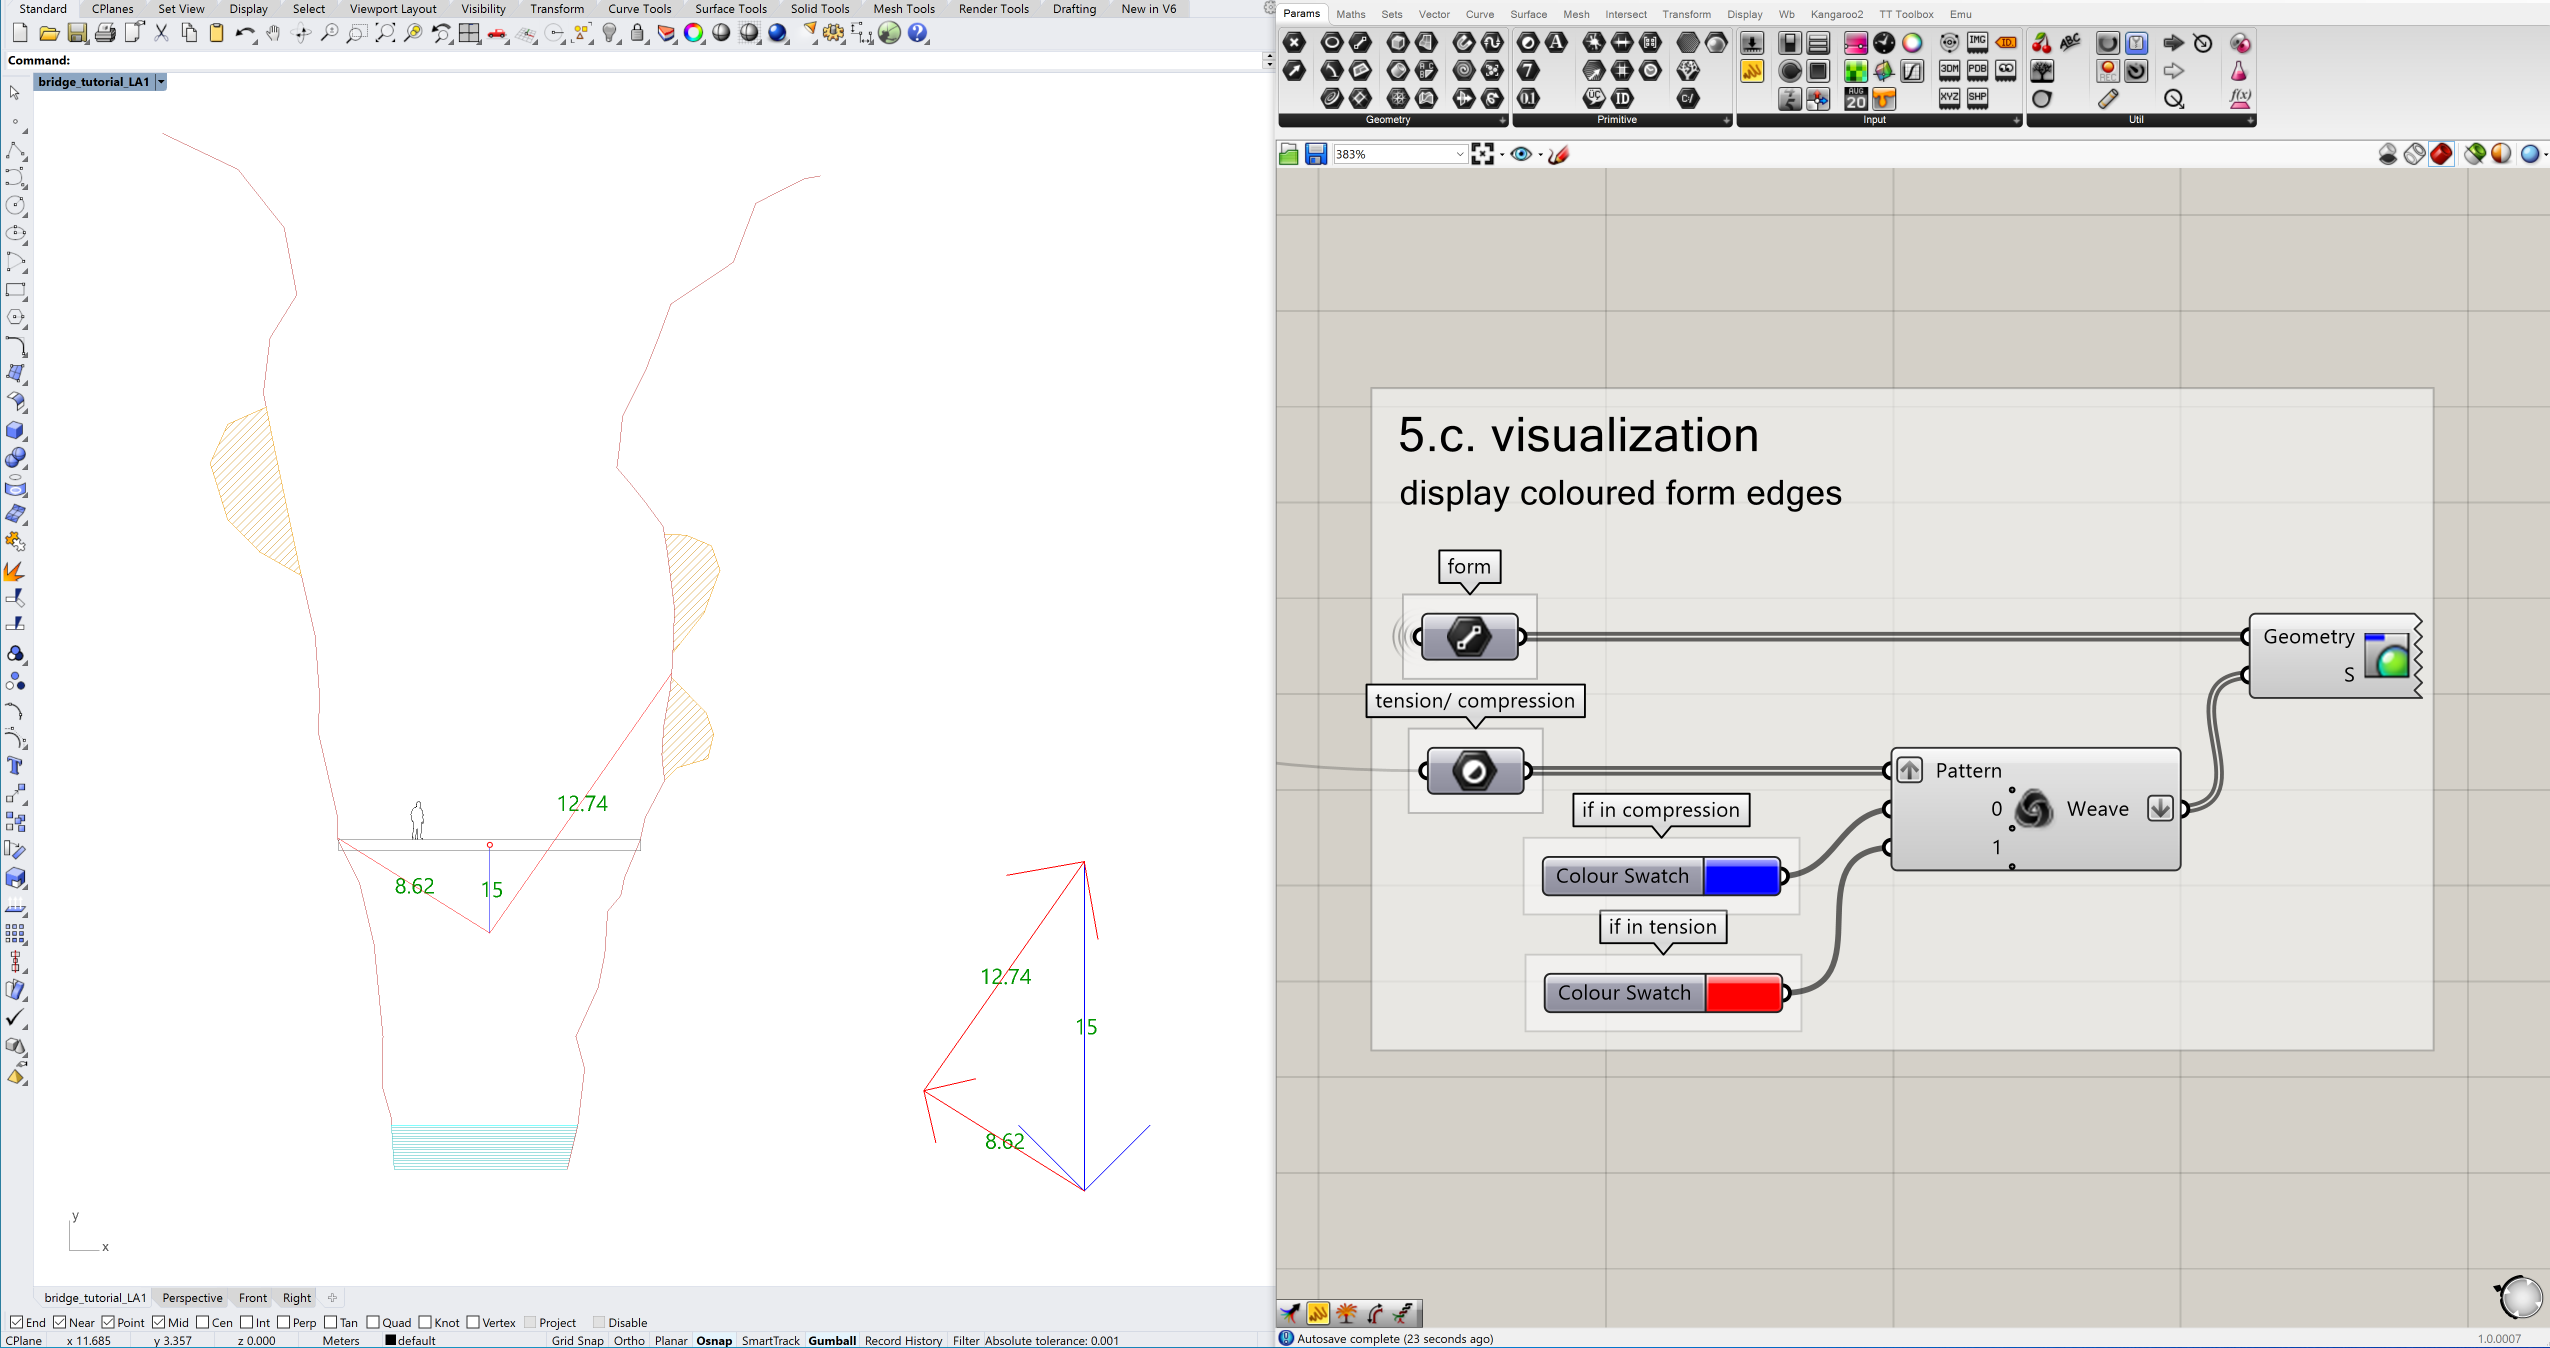 Standard CPlanes Set View Display Select Viewport Layout Visibility Transform Curve Tools Surface Tools Solid Tools Mesh Tools Render Tools Drafting New in V6
Command:
bridge_tutorial_LA1
12.74
8.62
15
12.74
15
8.62
y
x
bridge_tutorial_LA1 Perspective Front Right
End Near Point Mid Cen Int Perp Tan Quad Knot Vertex Project Disable
CPlane x 11.685 y 3.357 z 0.000 Meters default Grid Snap Ortho Planar Osnap SmartTrack Gumball Record History Filter Absolute tolerance: 0.001
Params Maths Sets Vector Curve Surface Mesh Intersect Transform Display Wb Kangaroo2 TT Toolbox Emu
Geometry Primitive Input Util
383%
5.c. visualization
display coloured form edges
form
Geometry
S
tension/ compression
Pattern
0
1
Weave
if in compression
Colour Swatch
if in tension
Colour Swatch
Autosave complete (23 seconds ago)
1.0.0007